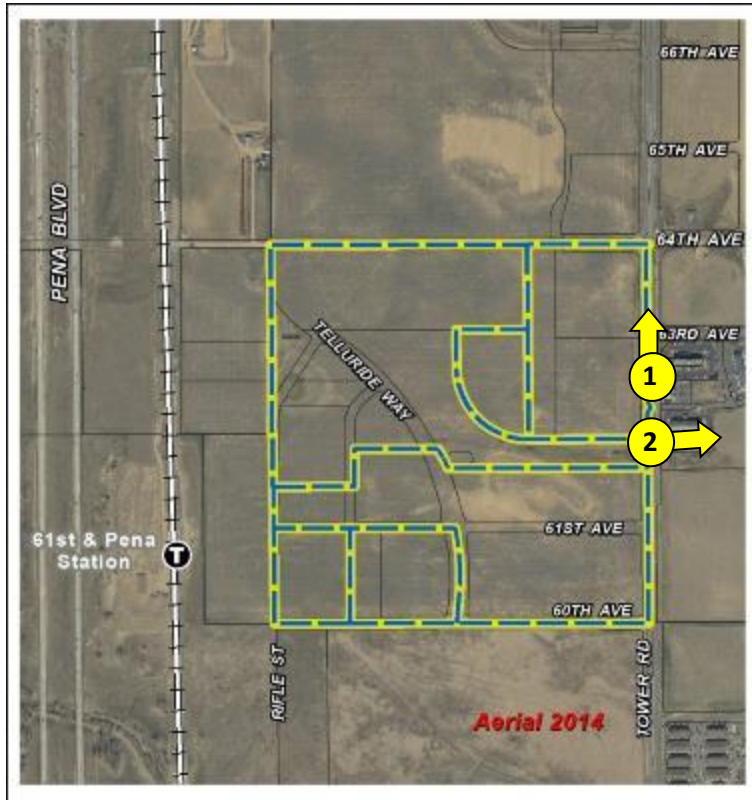 66TH AVE
65TH AVE
PENA BLVD
64TH AVE
63RD AVE
TELLURIDE WAY
1
2
61st & Pena
Station
T
61ST AVE
60TH AVE
RIFLE ST
TOWER RD
Aerial 2014